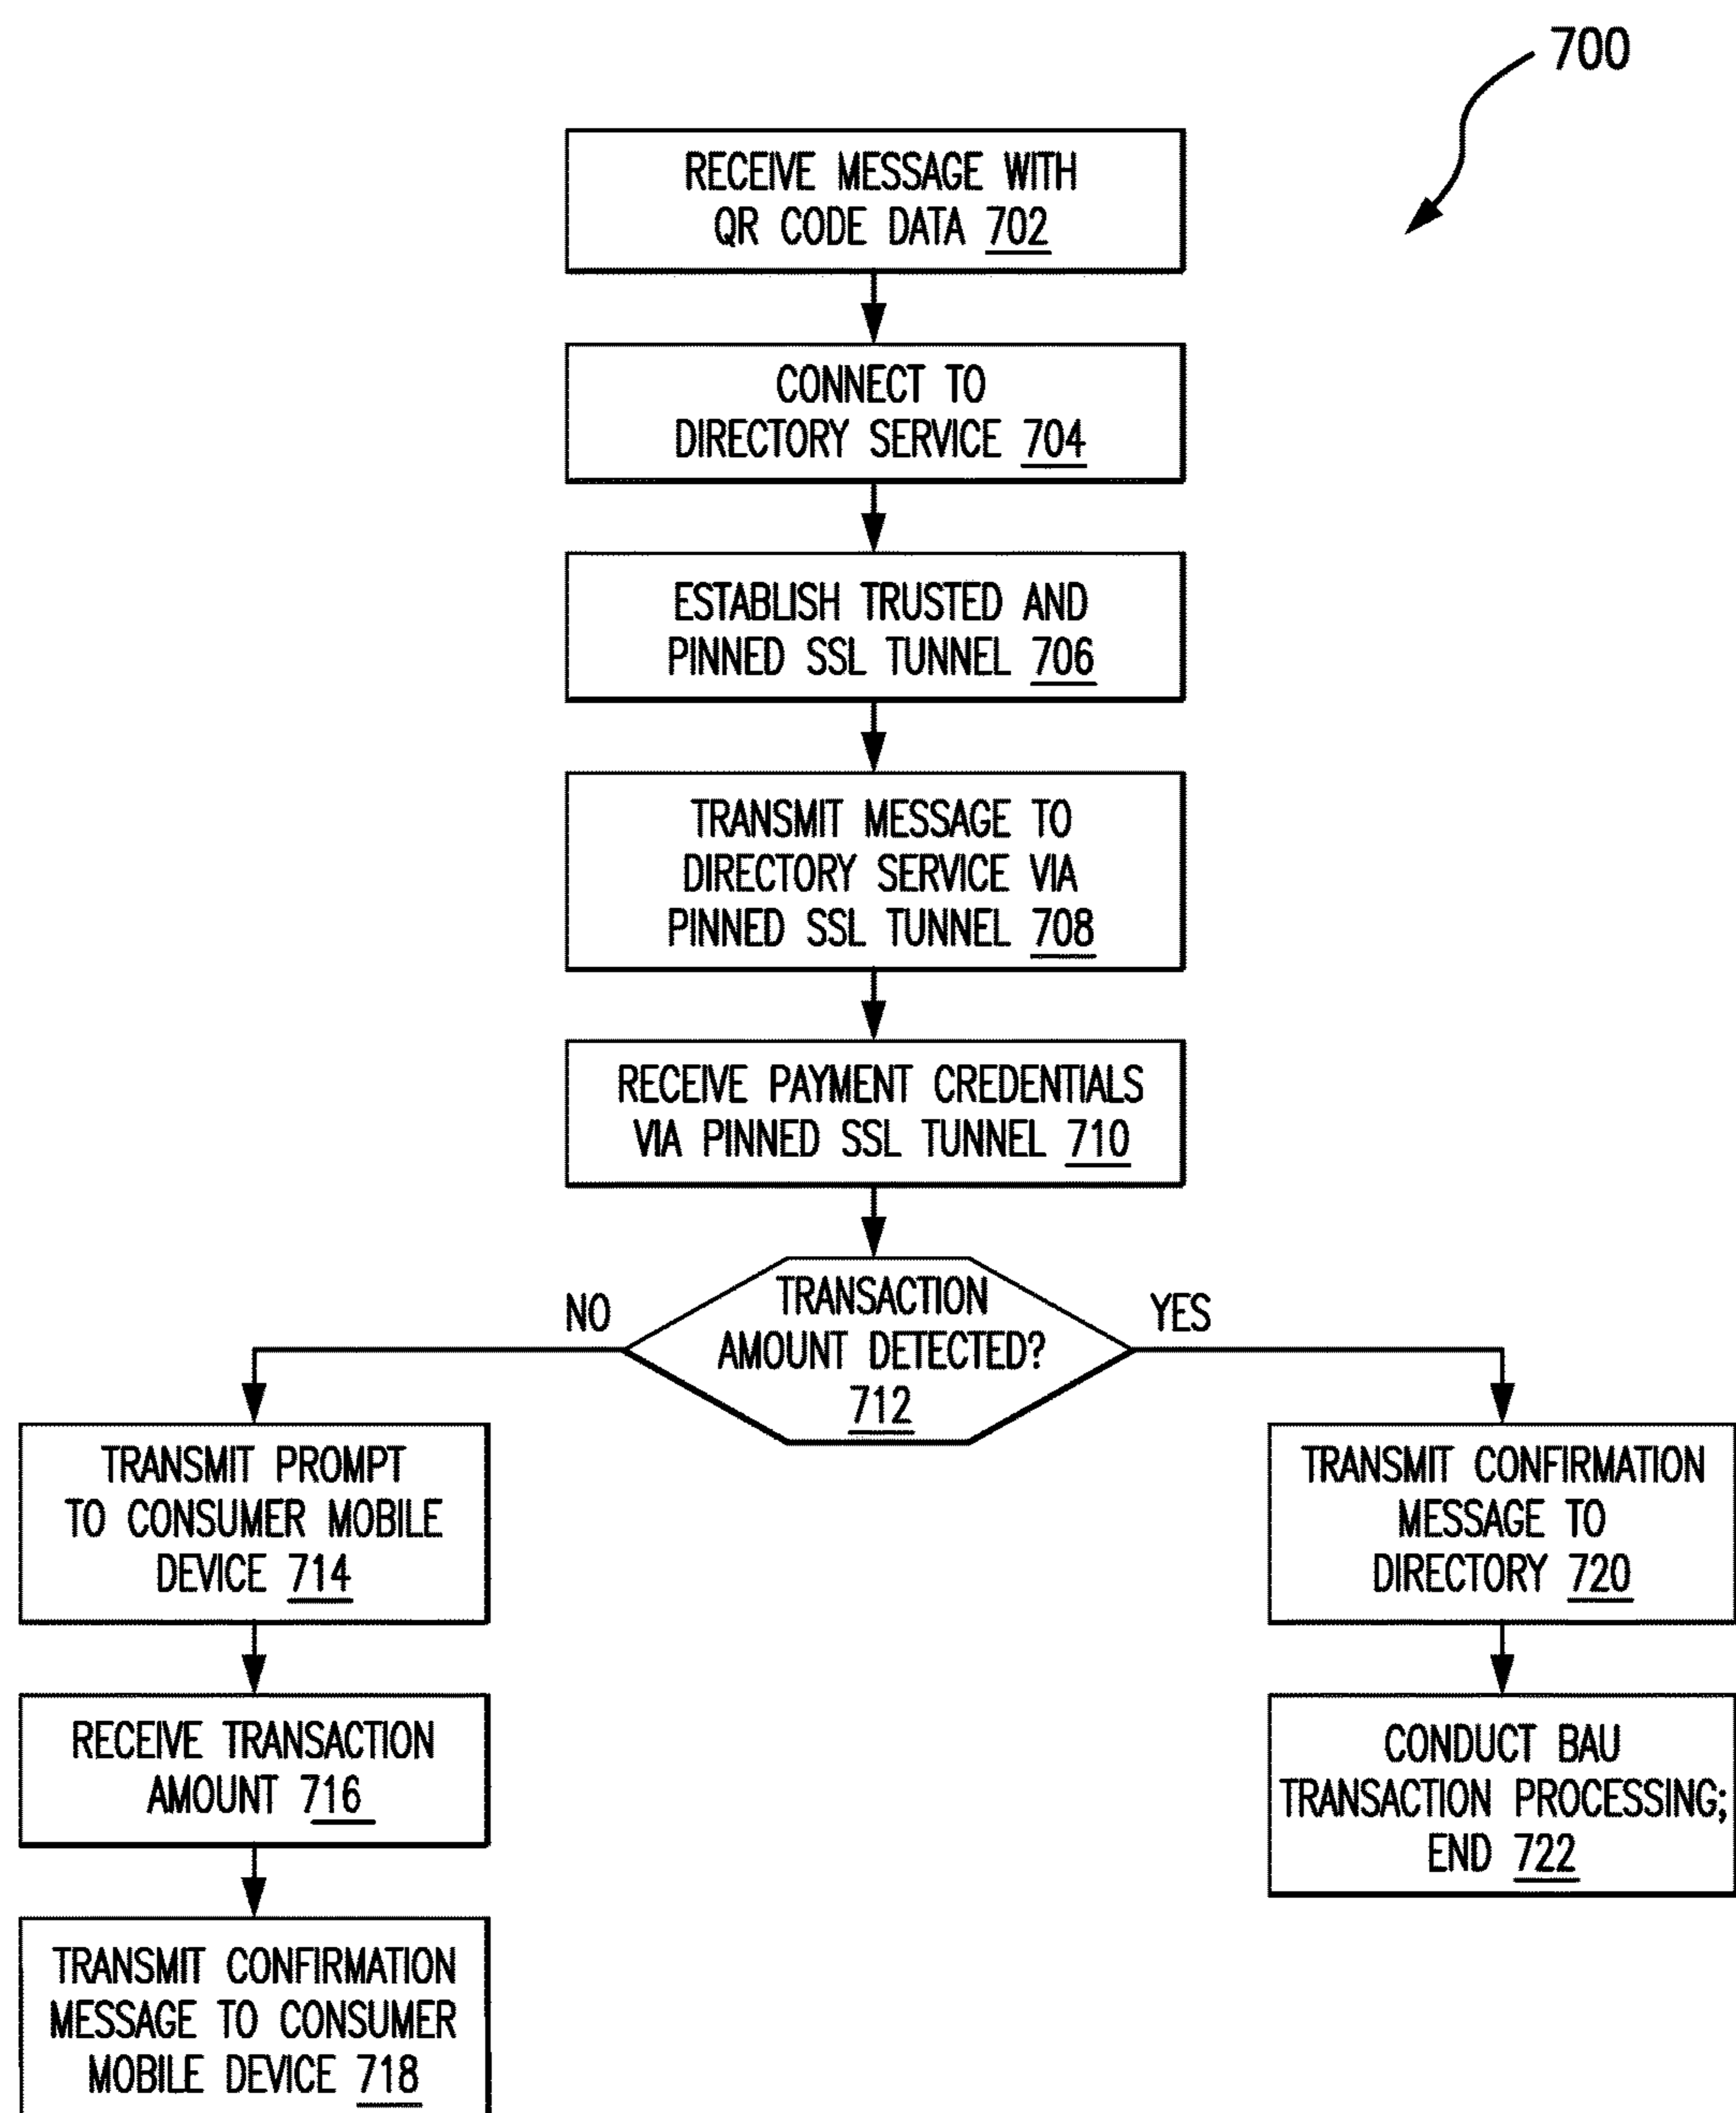 700
RECEIVE MESSAGE WITH
QR CODE DATA 702
CONNECT TO
DIRECTORY SERVICE 704
ESTABLISH TRUSTED AND
PINNED SSL TUNNEL 706
TRANSMIT MESSAGE TO
DIRECTORY SERVICE VIA
PINNED SSL TUNNEL 708
RECEIVE PAYMENT CREDENTIALS
VIA PINNED SSL TUNNEL 710
TRANSACTION
AMOUNT DETECTED?
712
NO
TRANSMIT PROMPT
TO CONSUMER MOBILE
DEVICE 714
RECEIVE TRANSACTION
AMOUNT 716
TRANSMIT CONFIRMATION
MESSAGE TO CONSUMER
MOBILE DEVICE 718
YES
TRANSMIT CONFIRMATION
MESSAGE TO
DIRECTORY 720
CONDUCT BAU
TRANSACTION PROCESSING;
END 722